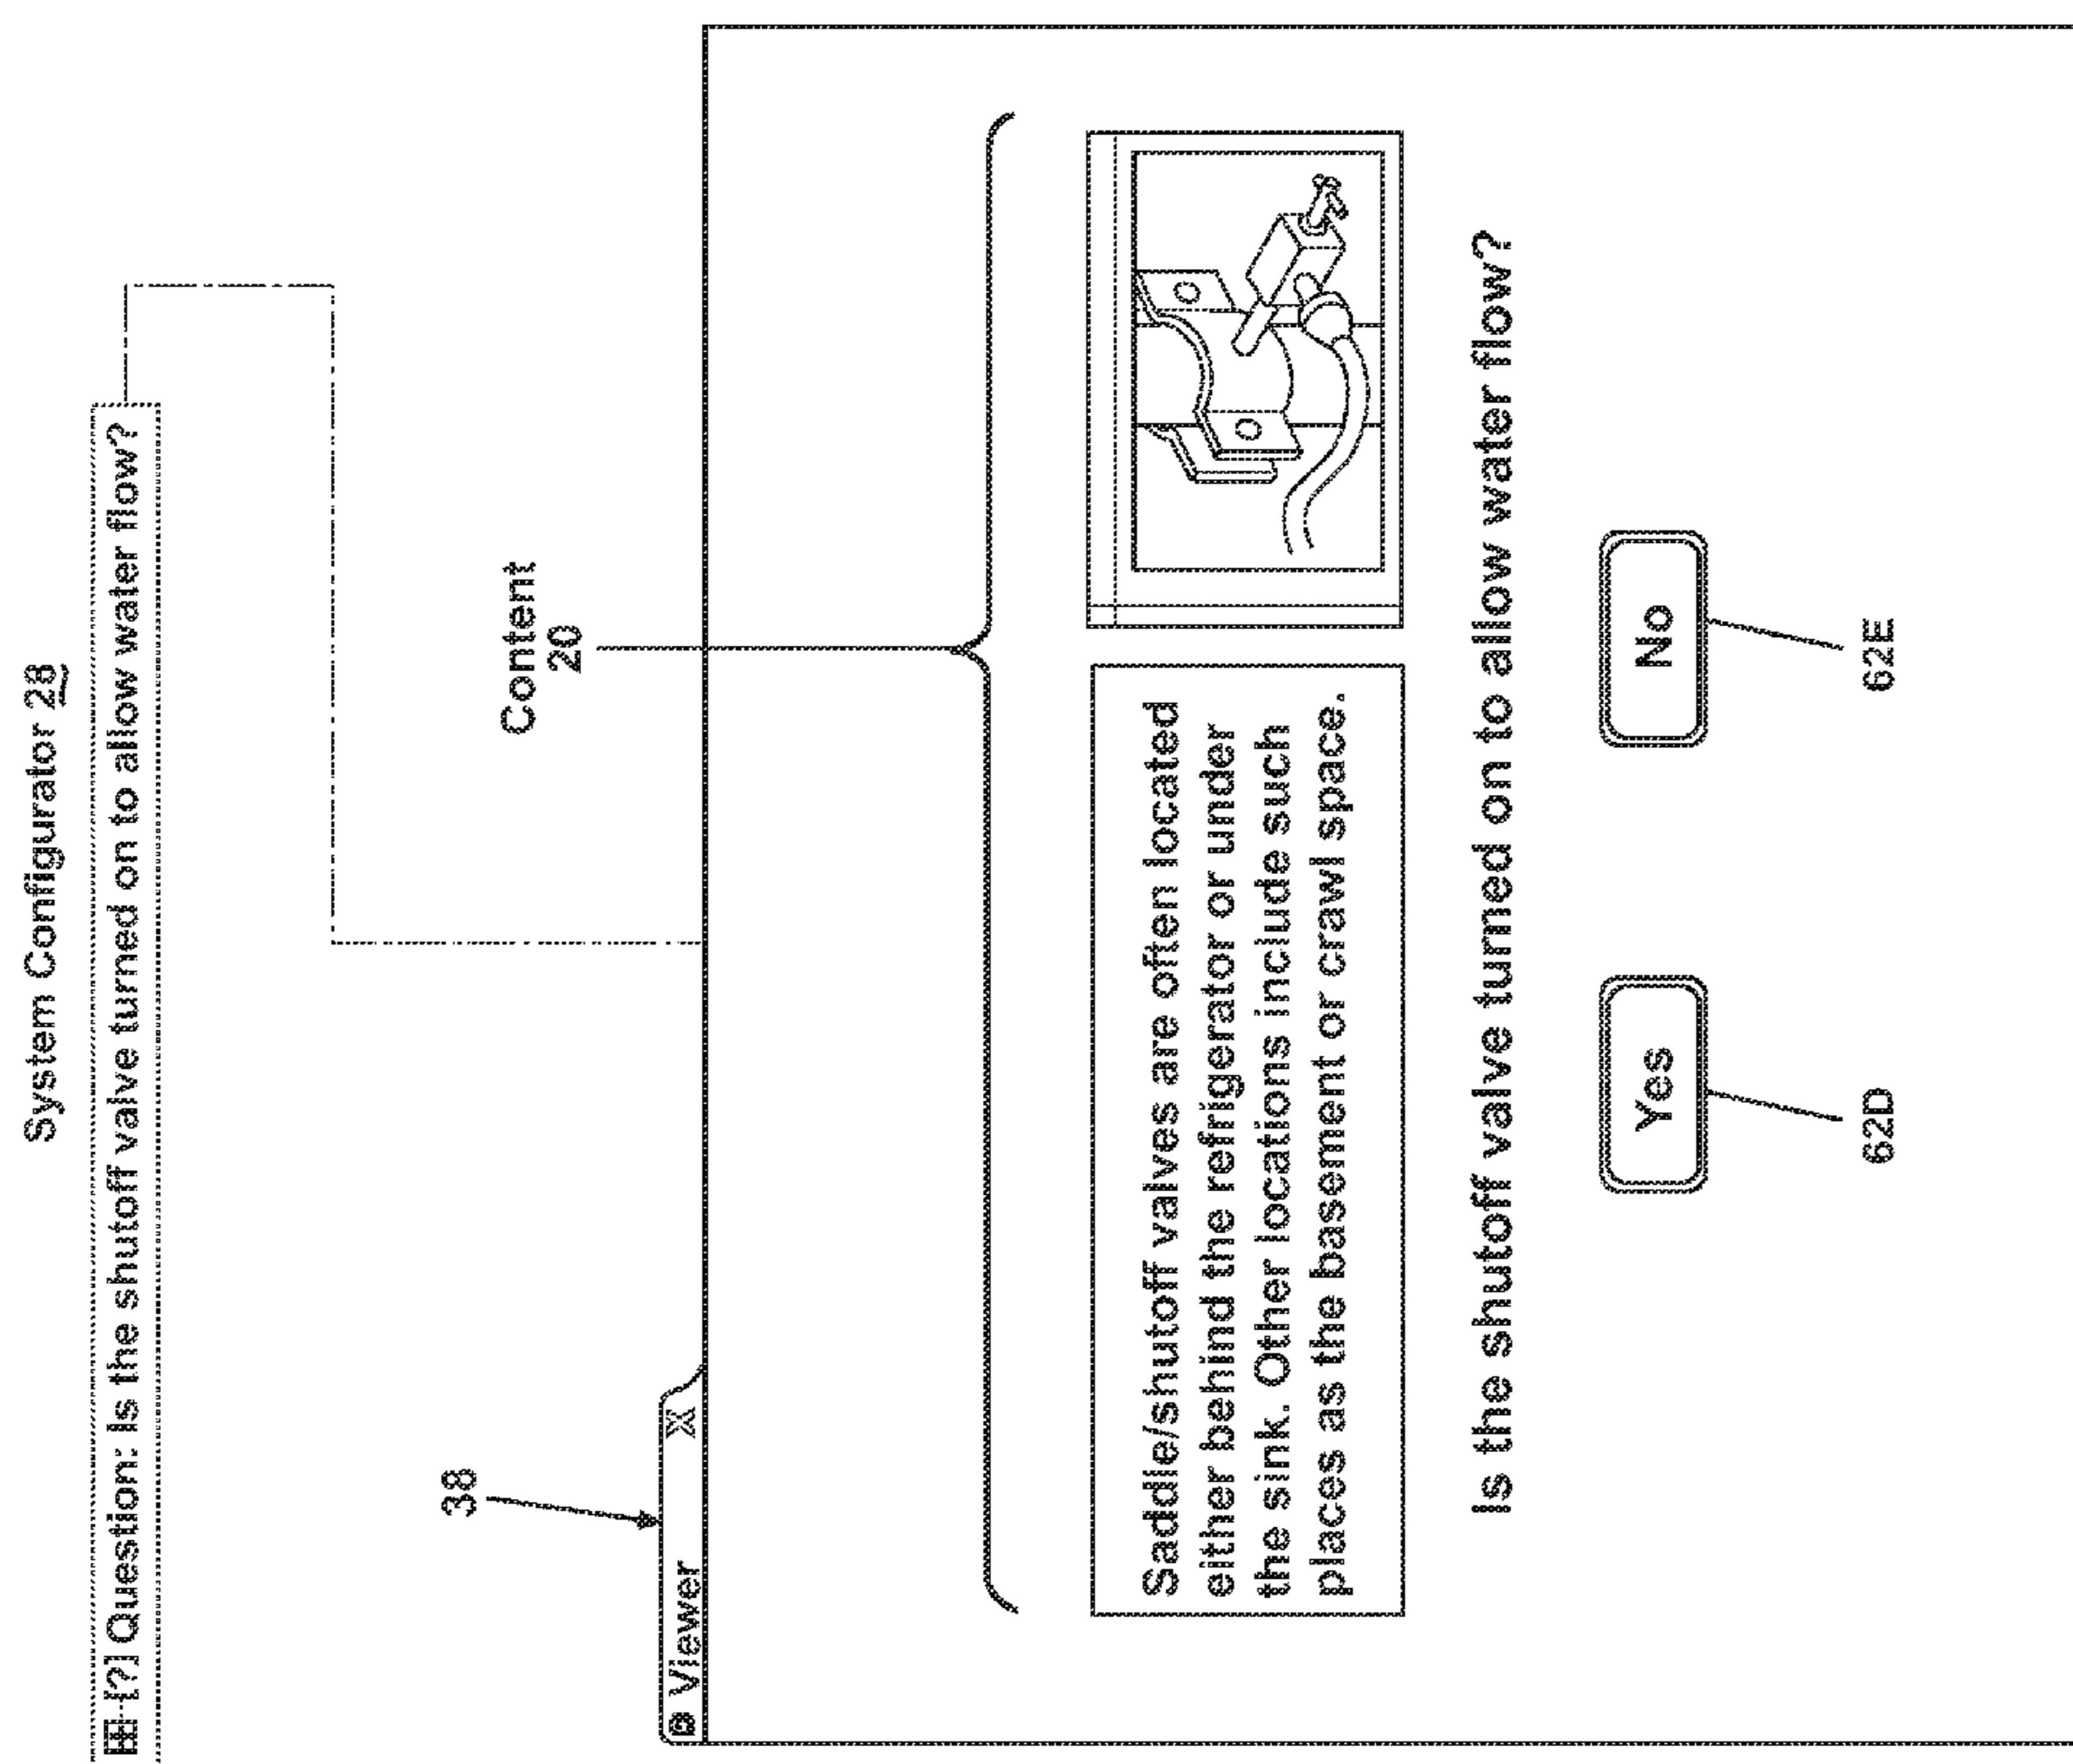 System Configurator 28
[?] Question: Is the shutoff valve turned on to allow water flow?
Content
20
38
Viewer X
Saddle/shutoff valves are often located
either behind the refrigerator or under
the sink. Other locations include such
places as the basement or crawl space.
Is the shutoff valve turned on to allow water flow?
Yes No
62D 62E